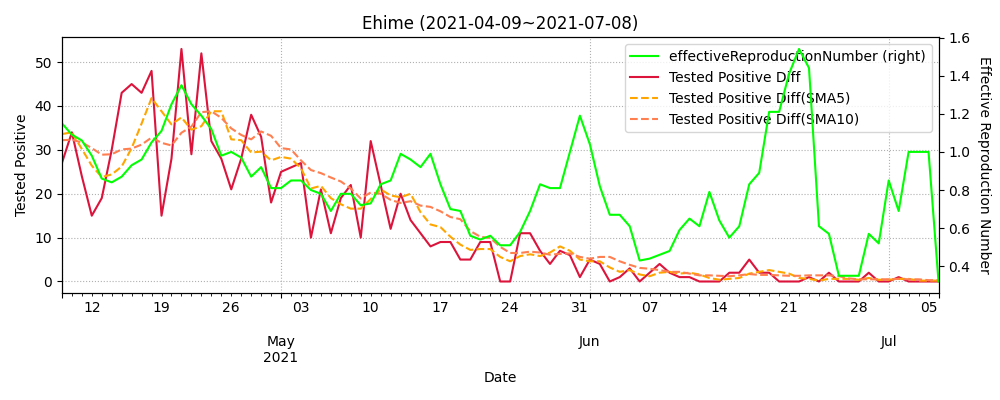 Ehime (2021-04-09~2021-07-08)
effectiveReproductionNumber (right)
Tested Positive Diff
Tested Positive Diff(SMA5)
Tested Positive Diff(SMA10)
Tested Positive
50
40
30
20
10
0
1.6
1.4
1.2
1.0
0.8
0.6
0.4
Effective Reproduction Number
12 19 26 03 10 17 24 31 07 14 21 28 05
May Jun Jul
2021
Date